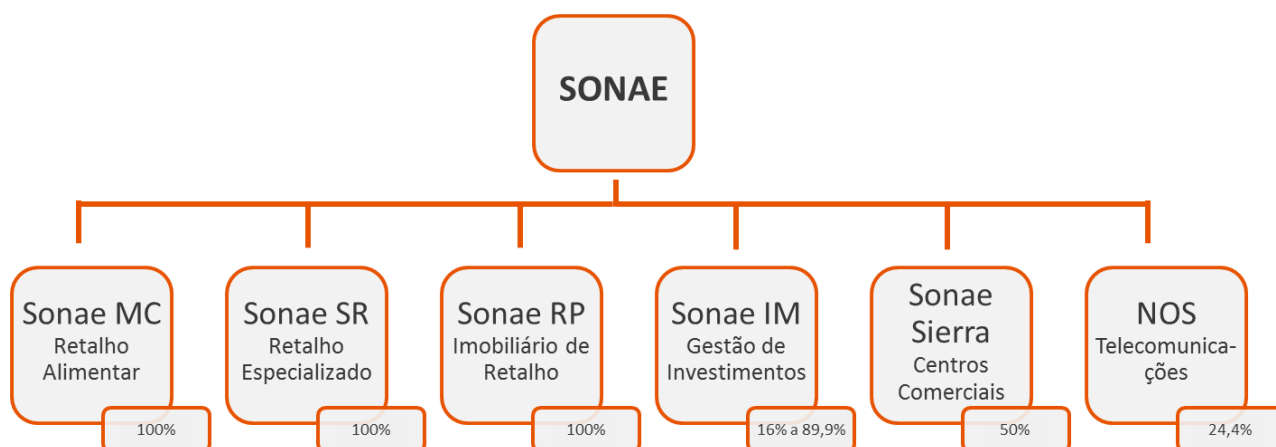 SONAE
Sonae MC
Retalho
Alimentar
100%
Sonae SR
Retalho
Especializado
100%
Sonae RP
Imobiliário de
Retalho
100%
Sonae IM
Gestão de
Investimentos
16% a 89,9%
Sonae
Sierra
Centros
Comerciais
50%
NOS
Telecomunica-
ções
24,4%